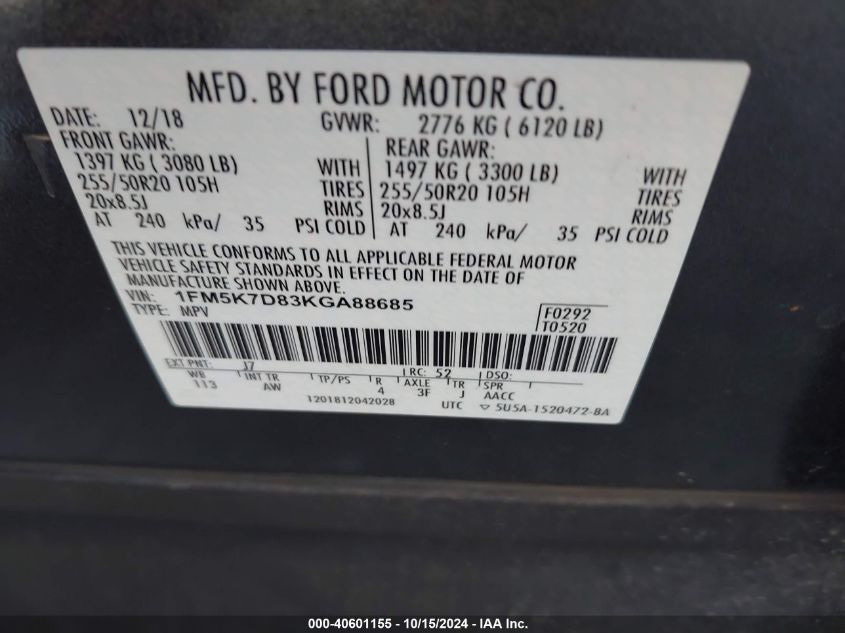 MFD. BY FORD MOTOR CO.
DATE: 12/18 GVWR: 2776 KG ( 6120 LB)
FRONT GAWR: REAR GAWR:
1397 KG ( 3080 LB) WITH 1497 KG ( 3300 LB) WITH
255/50R20 105H TIRES 255/50R20 105H TIRES
20x8.5J RIMS 20x8.5J RIMS
AT 240 kPa/ 35 PSI COLD AT 240 kPa/ 35 PSI COLD
THIS VEHICLE CONFORMS TO ALL APPLICABLE FEDERAL MOTOR
VEHICLE SAFETY STANDARDS IN EFFECT ON THE DATE OF
MANUFACTURE SHOWN ABOVE.
VIN: 1FM5K7D83KGA88685 F0292
TYPE: MPV T0520
EXT PNT: J7 RC: 52 DSO:
WB INT TR TP/PS R AXLE TR SPR
113 AW 4 3F J AACC
1201812042028 UTC ▽ 5U5A-1520472-BA
000-40601155 - 10/15/2024 - IAA Inc.